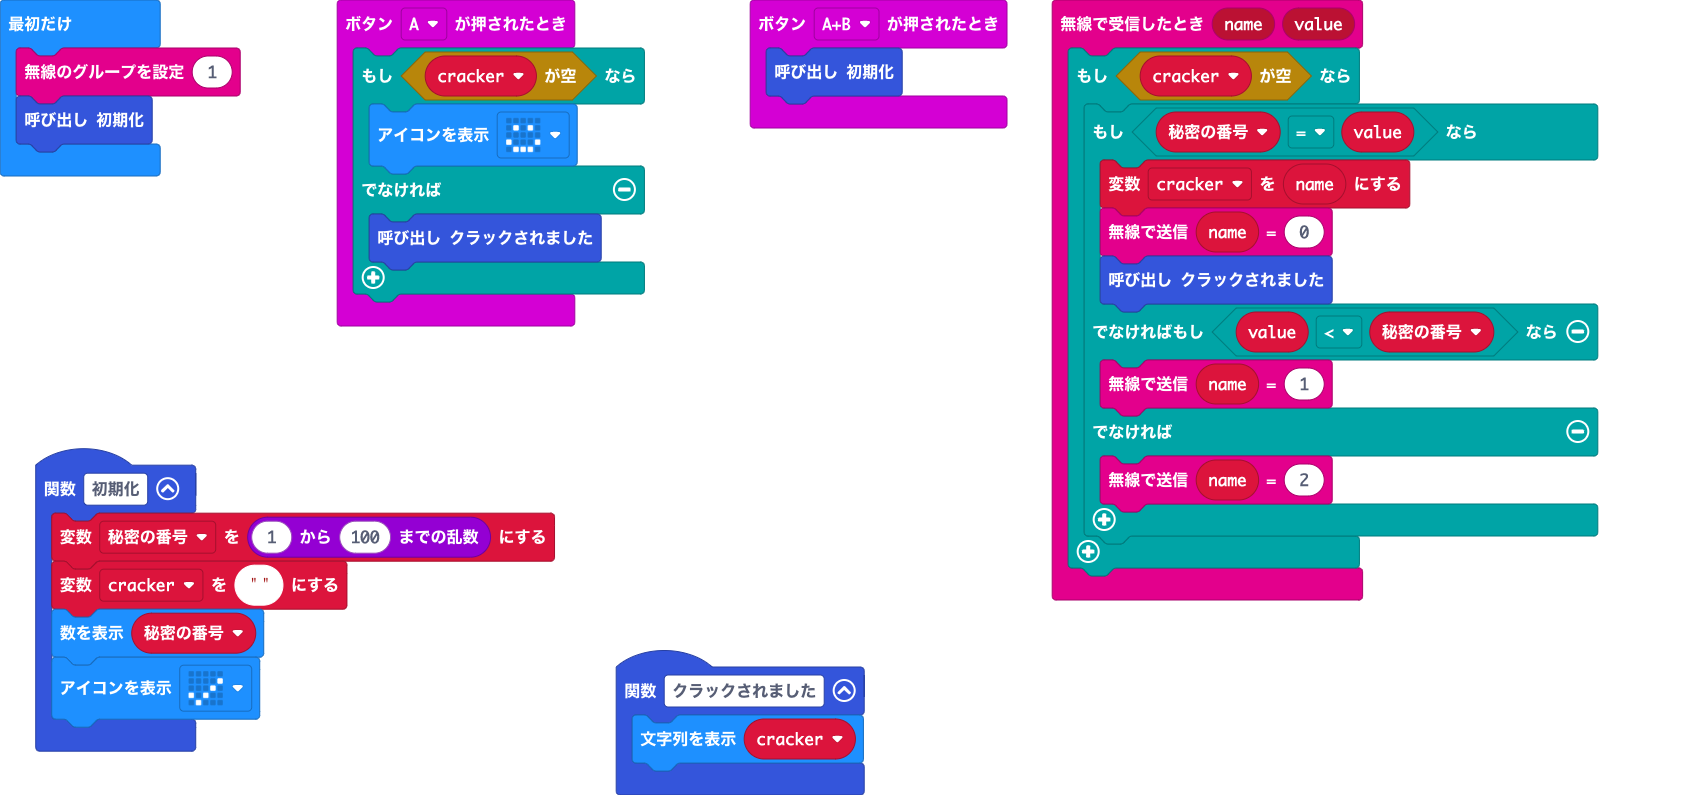 最初だけ
無線のグループを設定 1
呼び出し 初期化
ボタン A が押されたとき
もし cracker が空 なら
アイコンを表示
でなければ
呼び出し クラックされました
ボタン A+B が押されたとき
呼び出し 初期化
無線で受信したとき name value
もし cracker が空 なら
もし 秘密の番号 = value なら
変数 cracker を name にする
無線で送信 name = 0
呼び出し クラックされました
でなければもし value < 秘密の番号 なら
無線で送信 name = 1
でなければ
無線で送信 name = 2
関数 初期化
変数 秘密の番号 を 1 から 100 までの乱数 にする
変数 cracker を " " にする
数を表示 秘密の番号
アイコンを表示
関数 クラックされました
文字列を表示 cracker